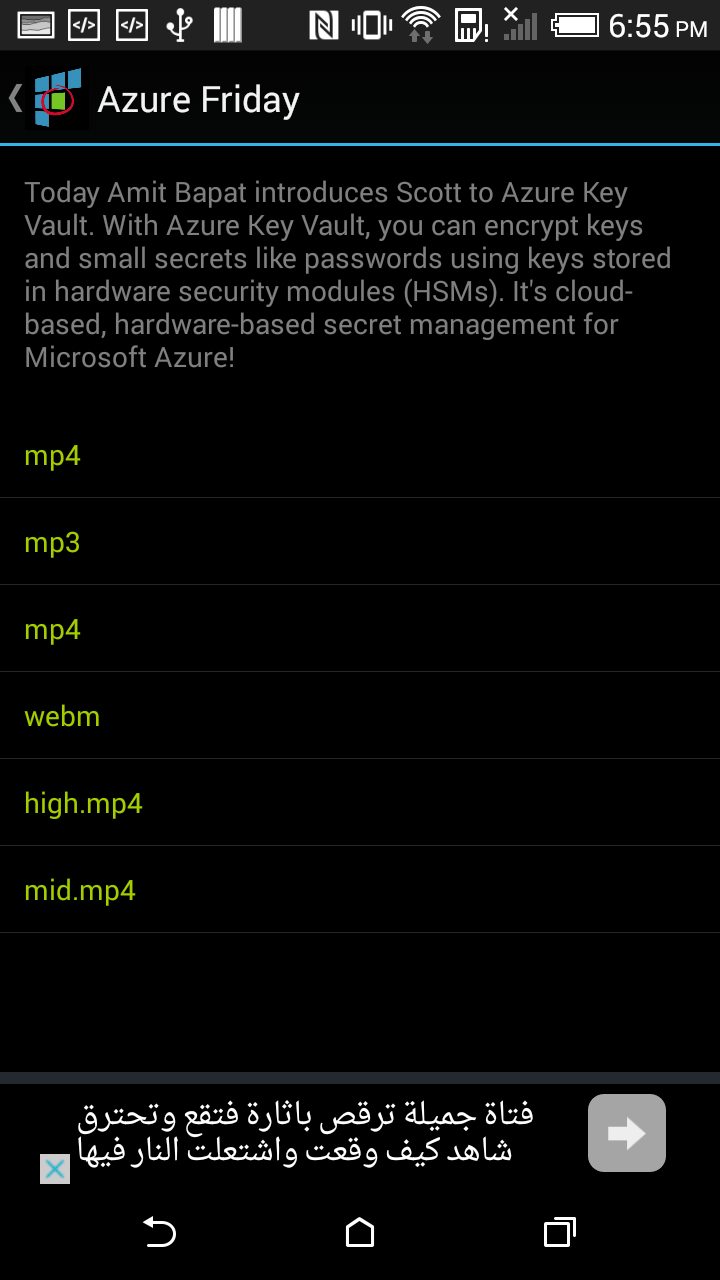 6:55 PM
Azure Friday
Today Amit Bapat introduces Scott to Azure Key
Vault. With Azure Key Vault, you can encrypt keys
and small secrets like passwords using keys stored
in hardware security modules (HSMs). It's cloud-
based, hardware-based secret management for
Microsoft Azure!
mp4
mp3
mp4
webm
high.mp4
mid.mp4
فتاة جميلة ترقص باثارة فتقع وتحترق
شاهد كيف وقعت واشتعلت النار فيها